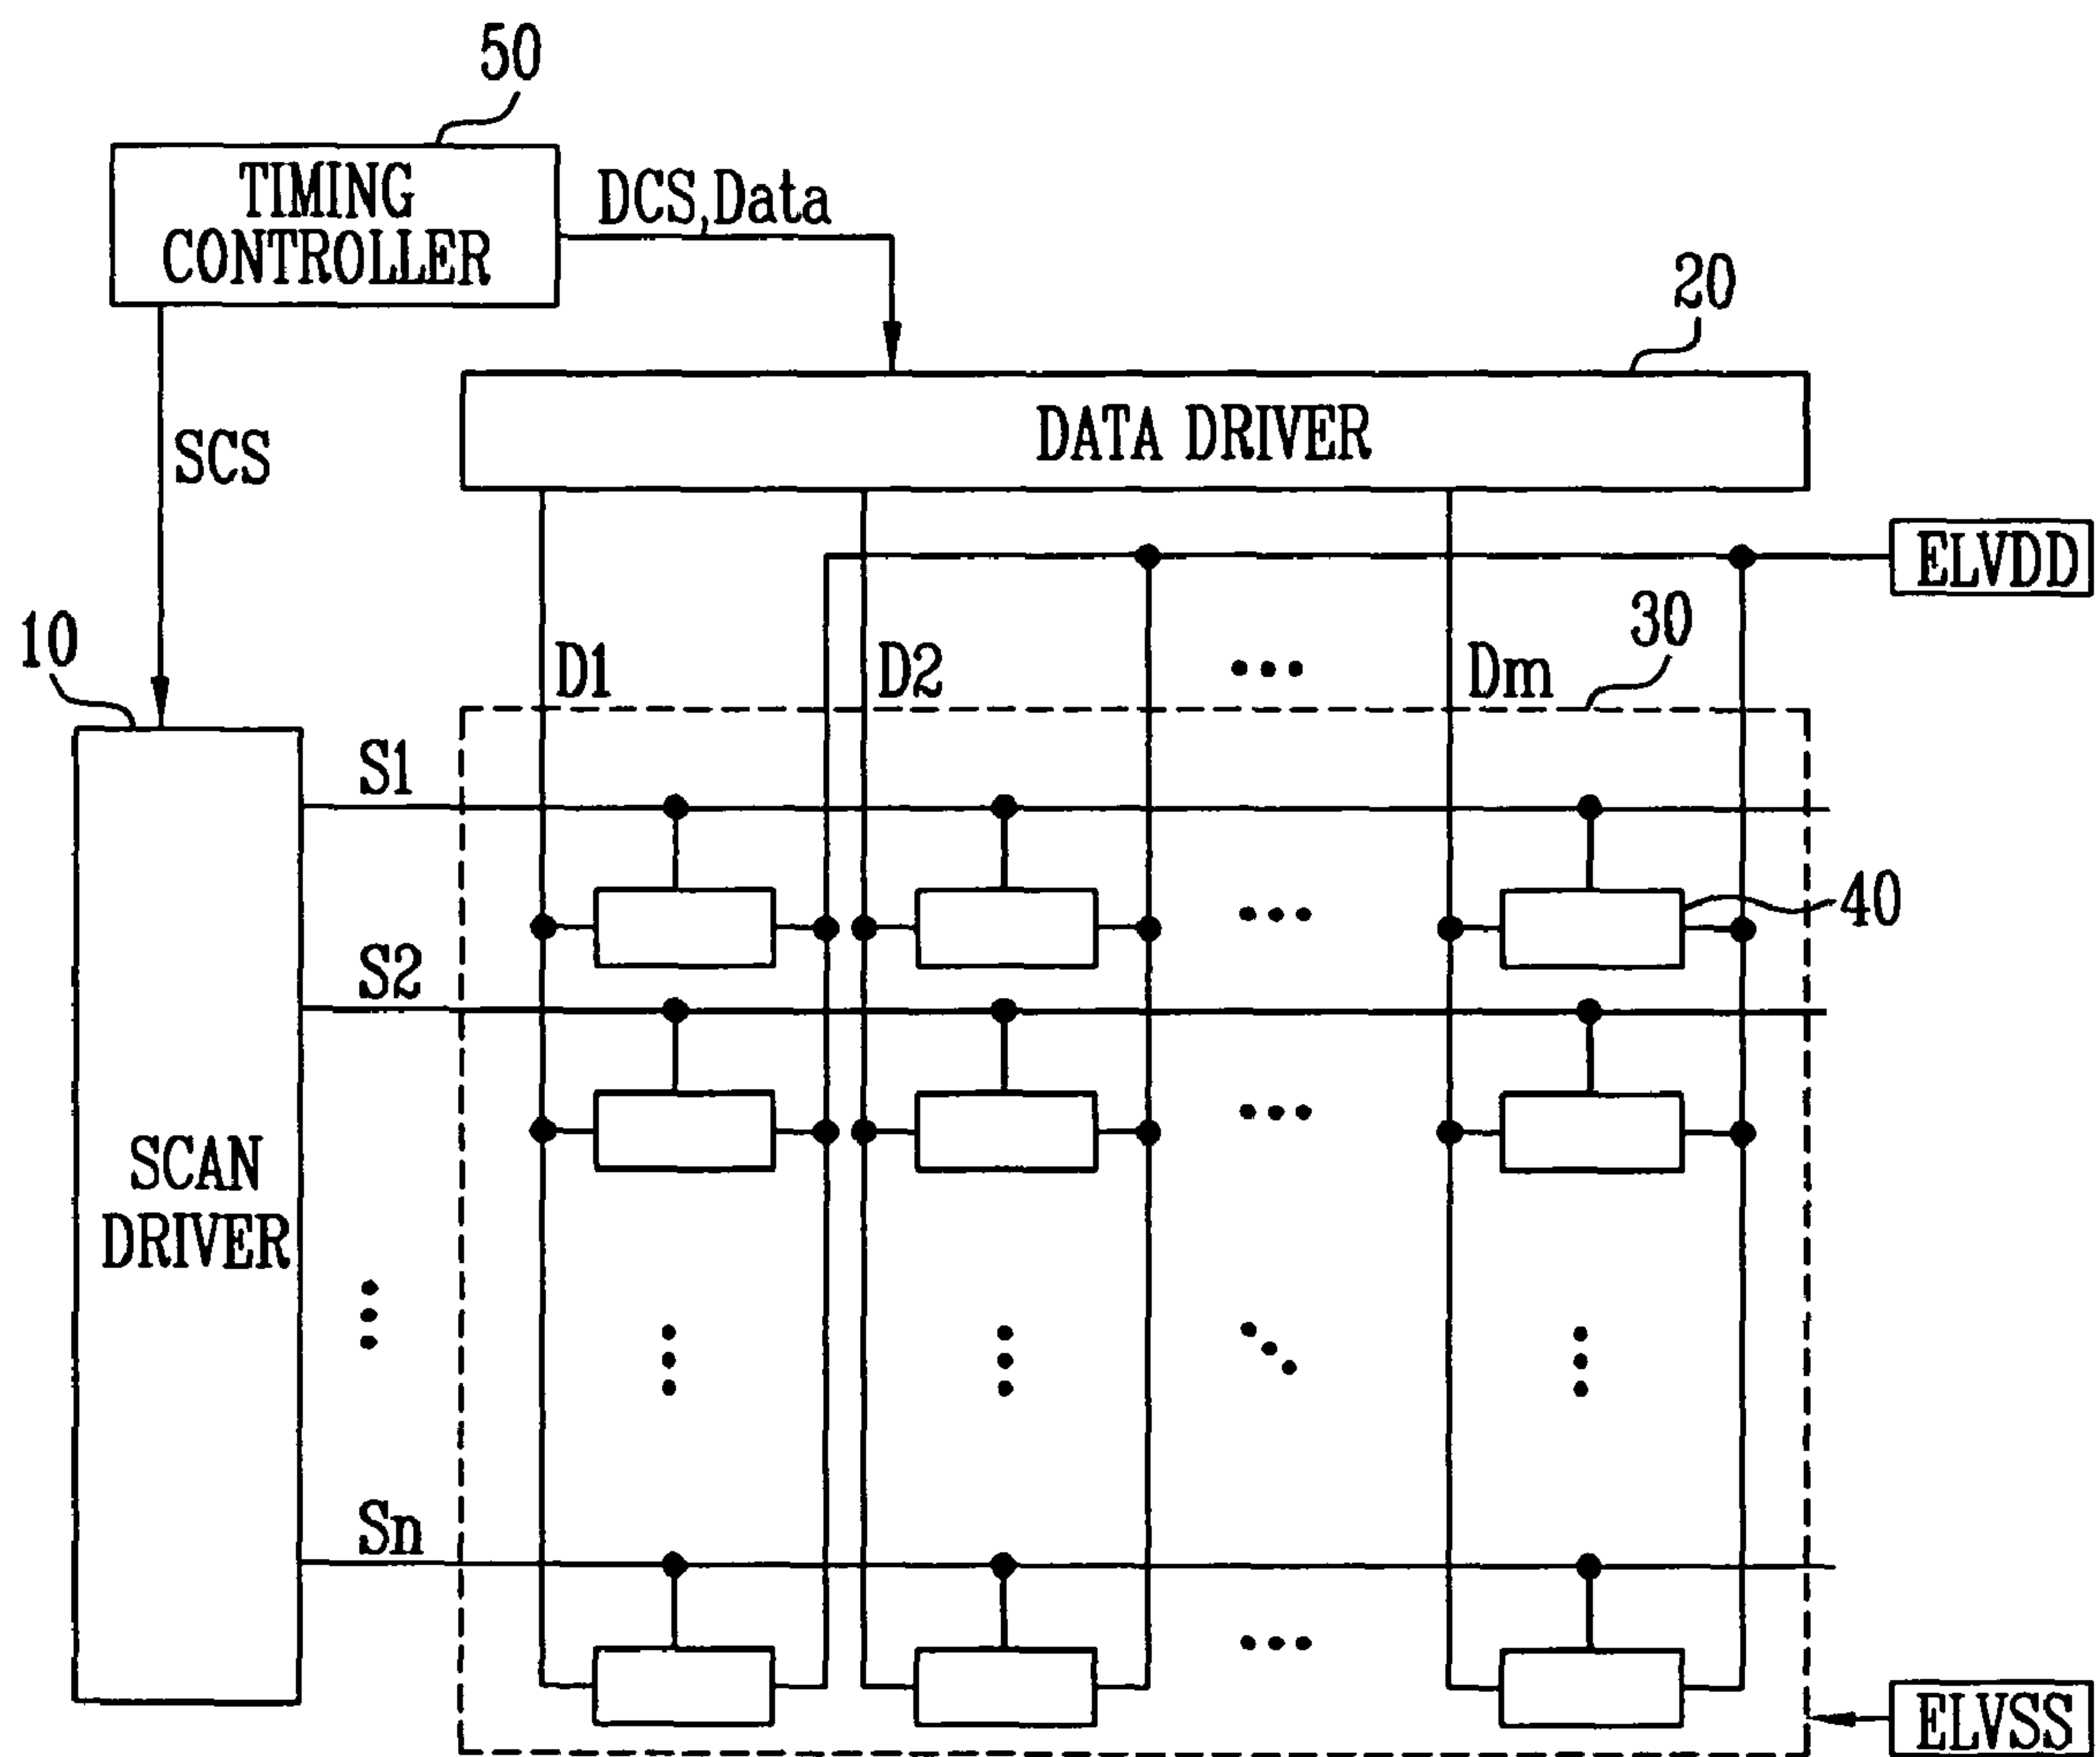 50
TIMING
CONTROLLER
DCS,Data
20
DATA DRIVER
SCS
ELVDD
30
10
D1
D2
Dm
S1
40
S2
SCAN
DRIVER
Sn
ELVSS